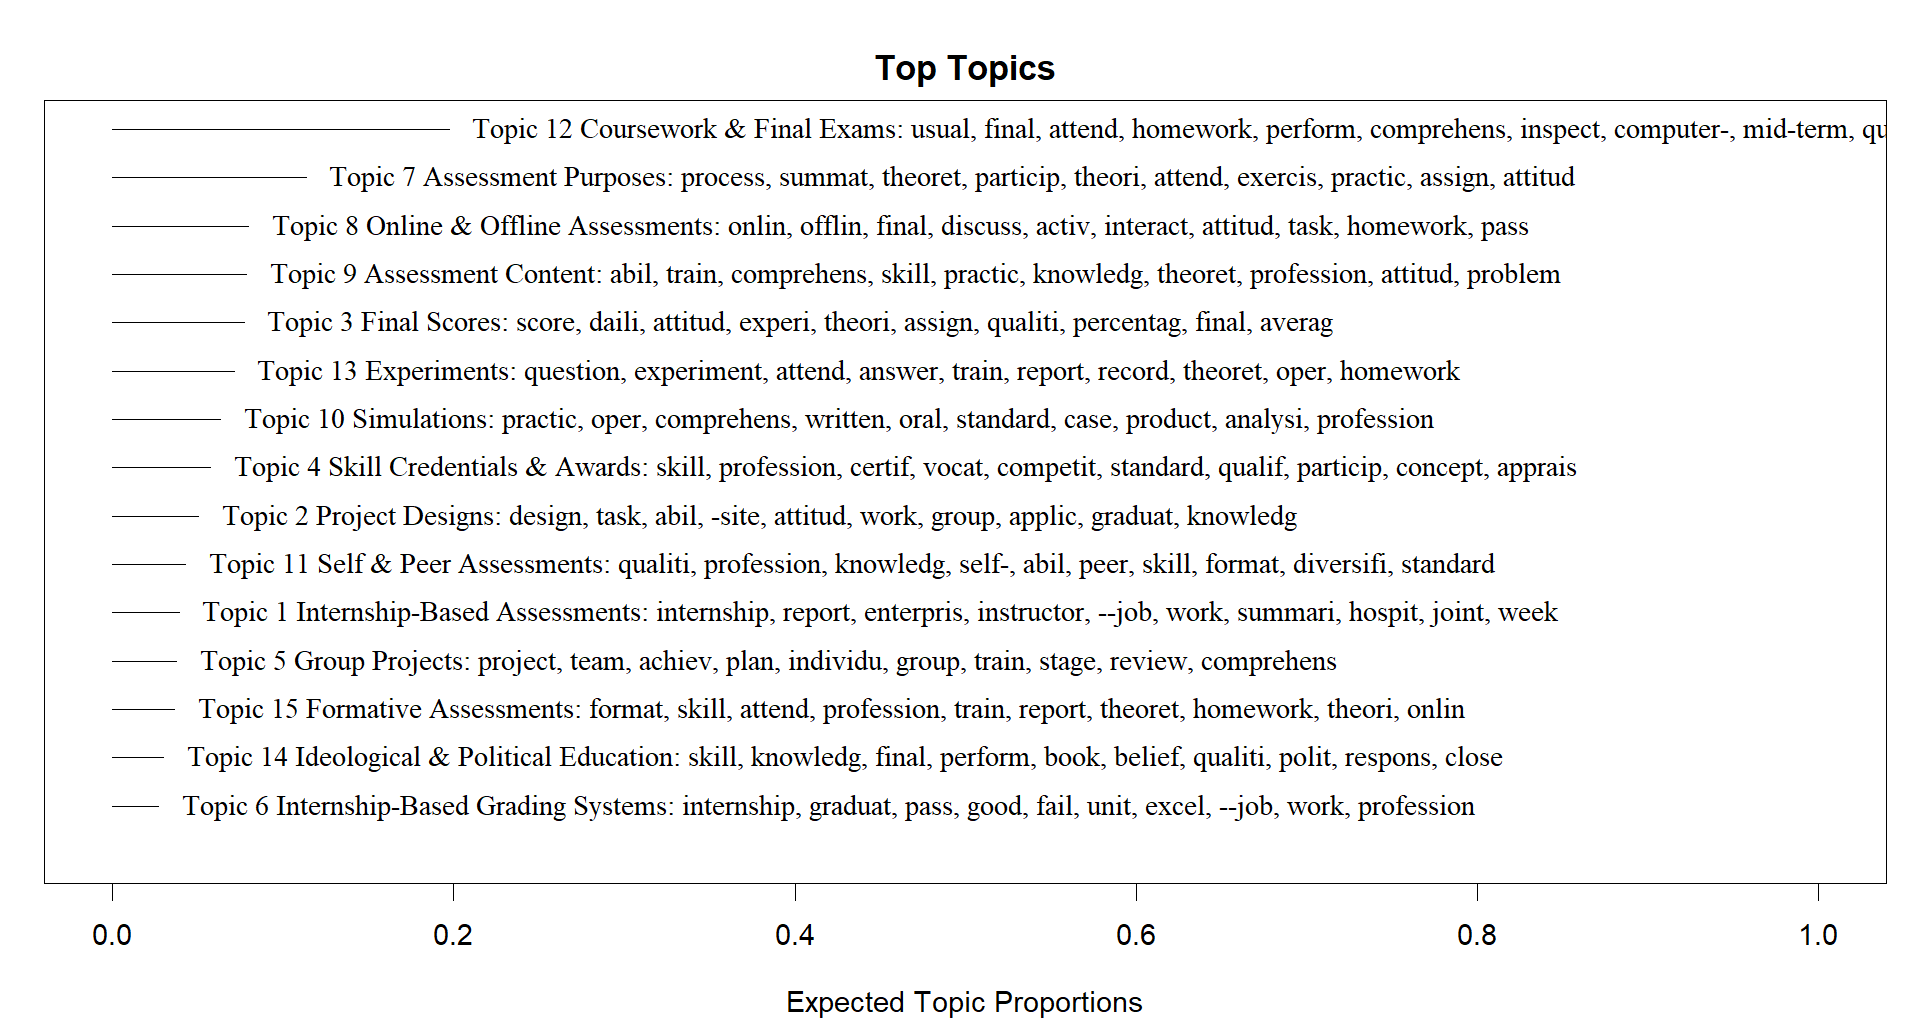 Top Topics
Topic 12 Coursework & Final Exams: usual, final, attend, homework, perform, comprehens, inspect, computer-, mid-term, qu
Topic 7 Assessment Purposes: process, summat, theoret, particip, theori, attend, exercis, practic, assign, attitud
Topic 8 Online & Offline Assessments: onlin, offlin, final, discuss, activ, interact, attitud, task, homework, pass
Topic 9 Assessment Content: abil, train, comprehens, skill, practic, knowledg, theoret, profession, attitud, problem
Topic 3 Final Scores: score, daili, attitud, experi, theori, assign, qualiti, percentag, final, averag
Topic 13 Experiments: question, experiment, attend, answer, train, report, record, theoret, oper, homework
Topic 10 Simulations: practic, oper, comprehens, written, oral, standard, case, product, analysi, profession
Topic 4 Skill Credentials & Awards: skill, profession, certif, vocat, competit, standard, qualif, particip, concept, apprais
Topic 2 Project Designs: design, task, abil, -site, attitud, work, group, applic, graduat, knowledg
Topic 11 Self & Peer Assessments: qualiti, profession, knowledg, self-, abil, peer, skill, format, diversifi, standard
Topic 1 Internship-Based Assessments: internship, report, enterpris, instructor, --job, work, summari, hospit, joint, week
Topic 5 Group Projects: project, team, achiev, plan, individu, group, train, stage, review, comprehens
Topic 15 Formative Assessments: format, skill, attend, profession, train, report, theoret, homework, theori, onlin
Topic 14 Ideological & Political Education: skill, knowledg, final, perform, book, belief, qualiti, polit, respons, close
Topic 6 Internship-Based Grading Systems: internship, graduat, pass, good, fail, unit, excel, --job, work, profession
0.0 0.2 0.4 0.6 0.8 1.0
Expected Topic Proportions